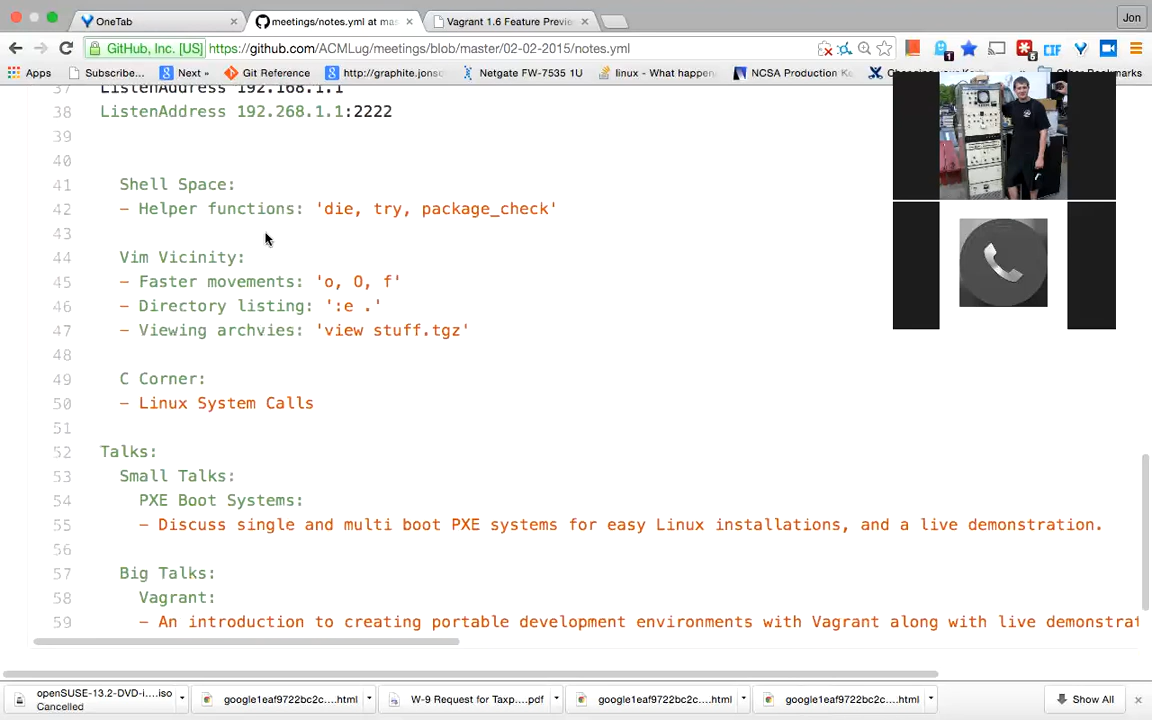 OneTab
meetings/notes.yml at mas
Vagrant 1.6 Feature Previe
Jon
GitHub, Inc. [US]
https://github.com/ACMLug/meetings/blob/master/02-02-2015/notes.yml
1
5
CIF
Apps
Subscribe...
Next »
Git Reference
http://graphite.jons
Netgate FW-7535 1U
linux - What happen
NCSA Production K
Other Bookmarks
37 ListenAddress 192.168.1.1
38 ListenAddress 192.268.1.1:2222
39
40
41 Shell Space:
42 - Helper functions: 'die, try, package_check'
43
44 Vim Vicinity:
45 - Faster movements: 'o, O, f'
46 - Directory listing: ':e .'
47 - Viewing archvies: 'view stuff.tgz'
48
49 C Corner:
50 - Linux System Calls
51
52 Talks:
53 Small Talks:
54 PXE Boot Systems:
55 - Discuss single and multi boot PXE systems for easy Linux installations, and a live demonstration.
56
57 Big Talks:
58 Vagrant:
59 - An introduction to creating portable development environments with Vagrant along with live demonstrat
openSUSE-13.2-DVD-i....iso
Cancelled
google1eaf9722bc2c....html
W-9 Request for Taxp....pdf
google1eaf9722bc2c....html
google1eaf9722bc2c....html
Show All